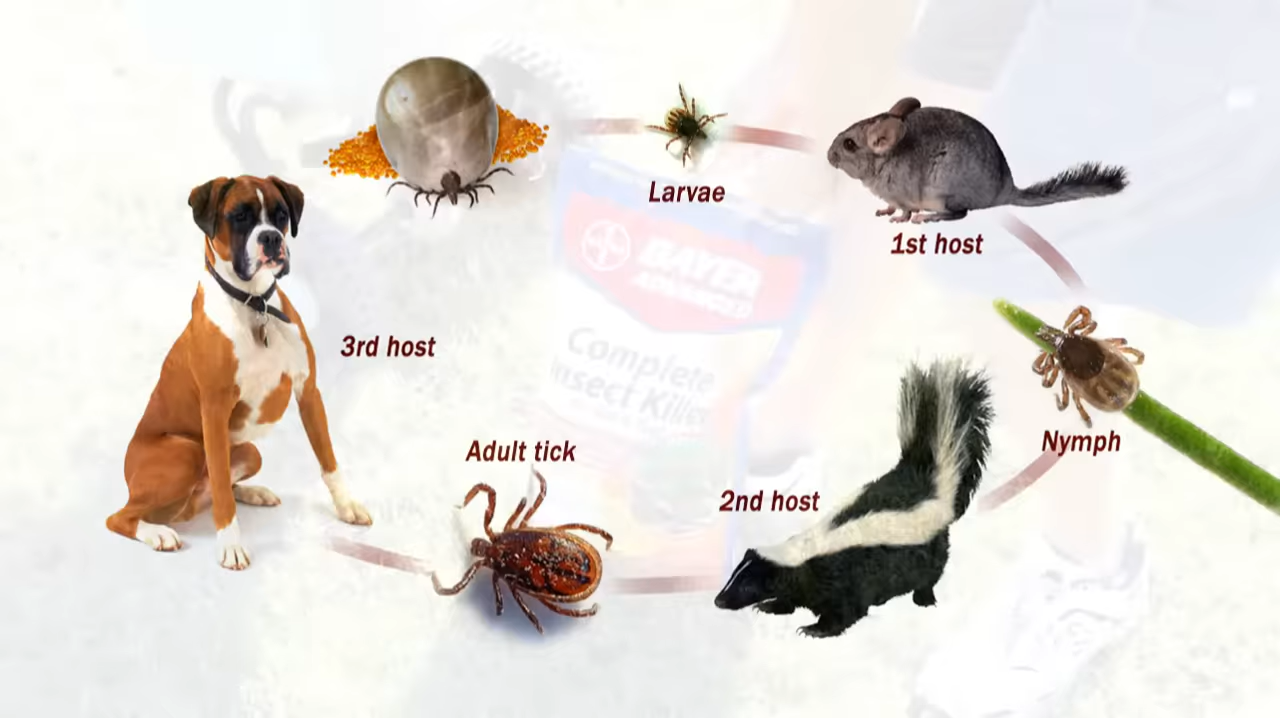 Larvae
1st host
BAYER
ADVANCED
3rd host
Complete
Insect Killer
Nymph
Adult tick
2nd host